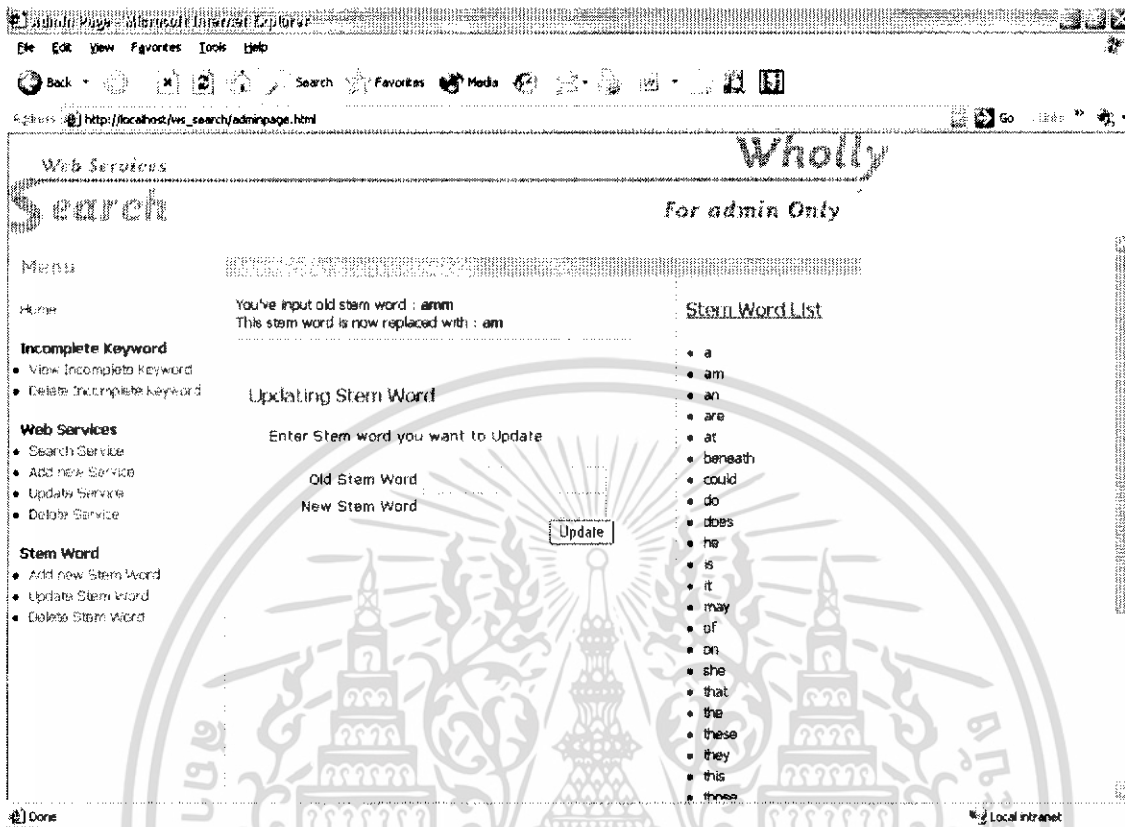 Admin Page - Microsoft Internet Explorer
File Edit View Favorites Tools Help
Back Search Favorites Media
Address http://localhost/ws_search/adminpage.html Go Links »
Web Services
Search
Wholly
For admin Only
Menu
Home
Incomplete Keyword
• View Incomplete Keyword
• Delete Incomplete Keyword
Web Services
• Search Service
• Add new Service
• Update Service
• Delete Service
Stem Word
• Add new Stem Word
• Update Stem Word
• Delete Stem Word
You've input old stem word : amm
This stem word is now replaced with : am
Updating Stem Word
Enter Stem word you want to Update
Old Stem Word
New Stem Word
Update
Stem Word List
• a
• am
• an
• are
• at
• beneath
• could
• do
• does
• he
• is
• it
• may
• of
• on
• she
• that
• the
• these
• they
• this
• those
Done
Local intranet